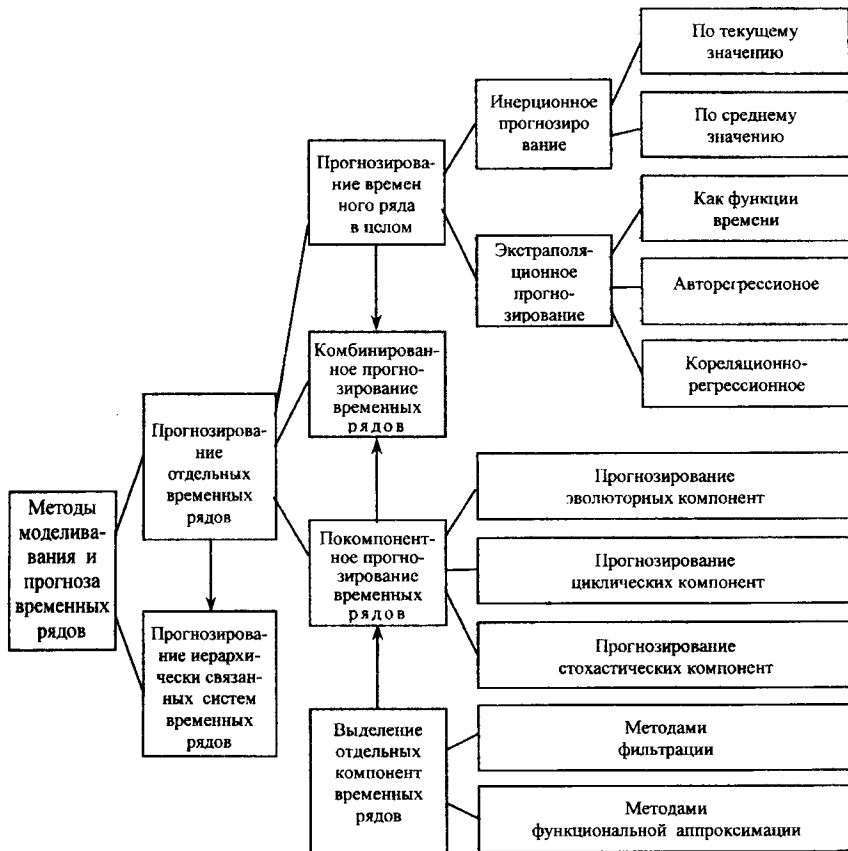 Методы
моделива-
вания и
прогноза
временных
рядов
Прогнозирова-
ние
отдельных
временных
рядов
Прогнозирова-
ние иерархи-
чески связан-
ных систем
временных
рядов
Прогнозирова-
ние времен
ного ряда
в целом
Комбинирован-
ное прогно-
зирование
временных
рядов
Покомпонент-
ное прогно-
зирование
временных
рядов
Выделение
отдельных
компонент
временных
рядов
Инерционное
прогнозиро
вание
Экстраполя-
ционное
прогно-
зирование
По текущему
значению
По среднему
значению
Как функции
времени
Авторегрессионое
Кореляционно-
регрессионное
Прогнозирование
эволюторных компонент
Прогнозирование
циклических компонент
Прогнозирование
стохастических компонент
Методами
фильтрации
Методами
функциональной аппроксимации